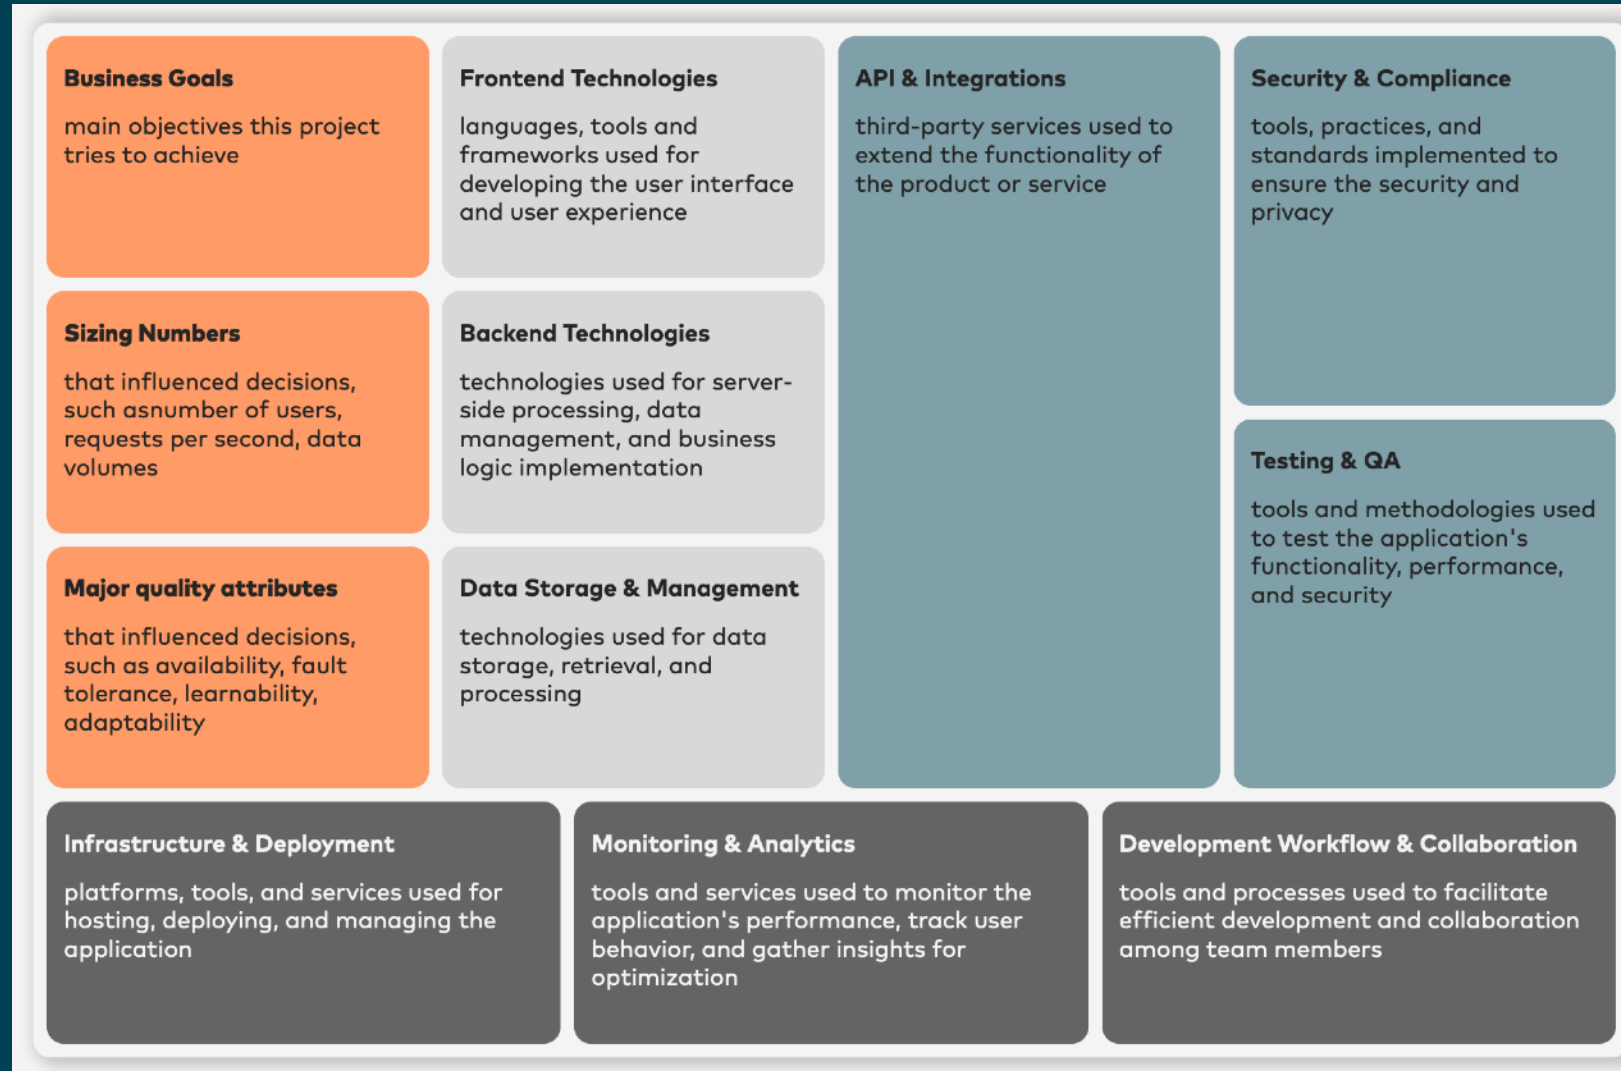 Business Goals
main objectives this project
tries to achieve
Frontend Technologies
languages, tools and
frameworks used for
developing the user interface
and user experience
API & Integrations
third-party services used to
extend the functionality of
the product or service
Security & Compliance
tools, practices, and
standards implemented to
ensure the security and
privacy
Sizing Numbers
that influenced decisions,
such asnumber of users,
requests per second, data
volumes
Backend Technologies
technologies used for server-
side processing, data
management, and business
logic implementation
Testing & QA
tools and methodologies used
to test the application's
functionality, performance,
and security
Major quality attributes
that influenced decisions,
such as availability, fault
tolerance, learnability,
adaptability
Data Storage & Management
technologies used for data
storage, retrieval, and
processing
Infrastructure & Deployment
platforms, tools, and services used for
hosting, deploying, and managing the
application
Monitoring & Analytics
tools and services used to monitor the
application's performance, track user
behavior, and gather insights for
optimization
Development Workflow & Collaboration
tools and processes used to facilitate
efficient development and collaboration
among team members